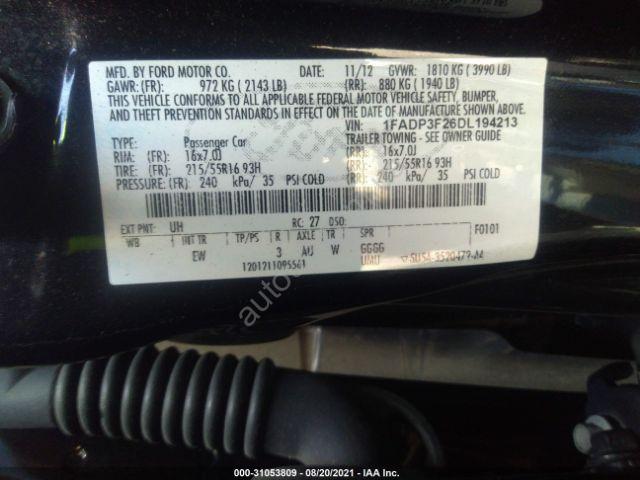 MFD. BY FORD MOTOR CO. DATE: 11/12 GVWR: 1810 KG ( 3990 LB)
GAWR: (FR): 972 KG ( 2143 LB) (RR): 880 KG ( 1940 LB)
THIS VEHICLE CONFORMS TO ALL APPLICABLE FEDERAL MOTOR VEHICLE SAFETY, BUMPER,
AND THEFT PREVENTION STANDARDS IN EFFECT ON THE DATE OF MANUFACTURE SHOWN ABOVE.
VIN: 1FADP3F26DL194213
TYPE: Passenger Car TRAILER TOWING - SEE OWNER GUIDE
RIM: (FR): 16x7.0J (RR): 16x7.0J
TIRE: (FR): 215/55R16 93H (RR): 215/55R16 93H
PRESSURE: (FR): 240 kPa/ 35 PSI COLD (RR): 240 kPa/ 35 PSI COLD
EXT PNT: UH RC: 27 DSO: F0101
WB INT TR TP/PS R AXLE TR SPR
EW 3 W GGGG
UMU
000-31053809 - 08/20/2021 - IAA Inc.